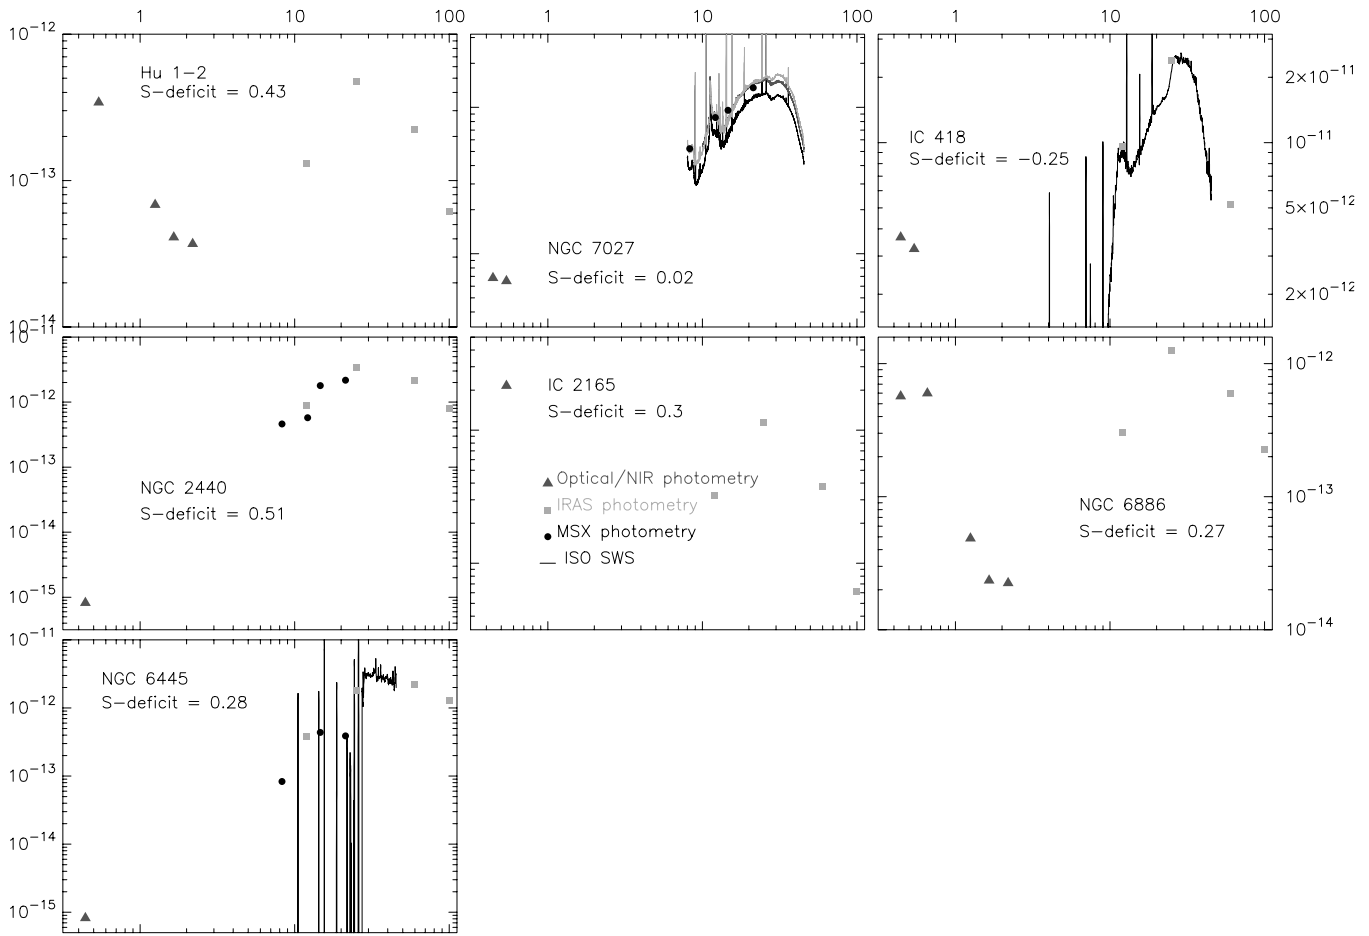 1 10 100 1 10 100 1 10 100
10−12
Hu 1−2
S−deficit = 0.43
10−13
10−14
NGC 7027
S−deficit = 0.02
IC 418
S−deficit = −0.25
2×10−11
10−11
5×10−12
2×10−12
10−12
10−13
10−14
10−15
10−11
NGC 2440
S−deficit = 0.51
IC 2165
S−deficit = 0.3
Optical/NIR photometry
IRAS photometry
MSX photometry
ISO SWS
10−12
NGC 6886
S−deficit = 0.27
10−13
10−14
NGC 6445
S−deficit = 0.28
10−12
10−13
10−14
10−15